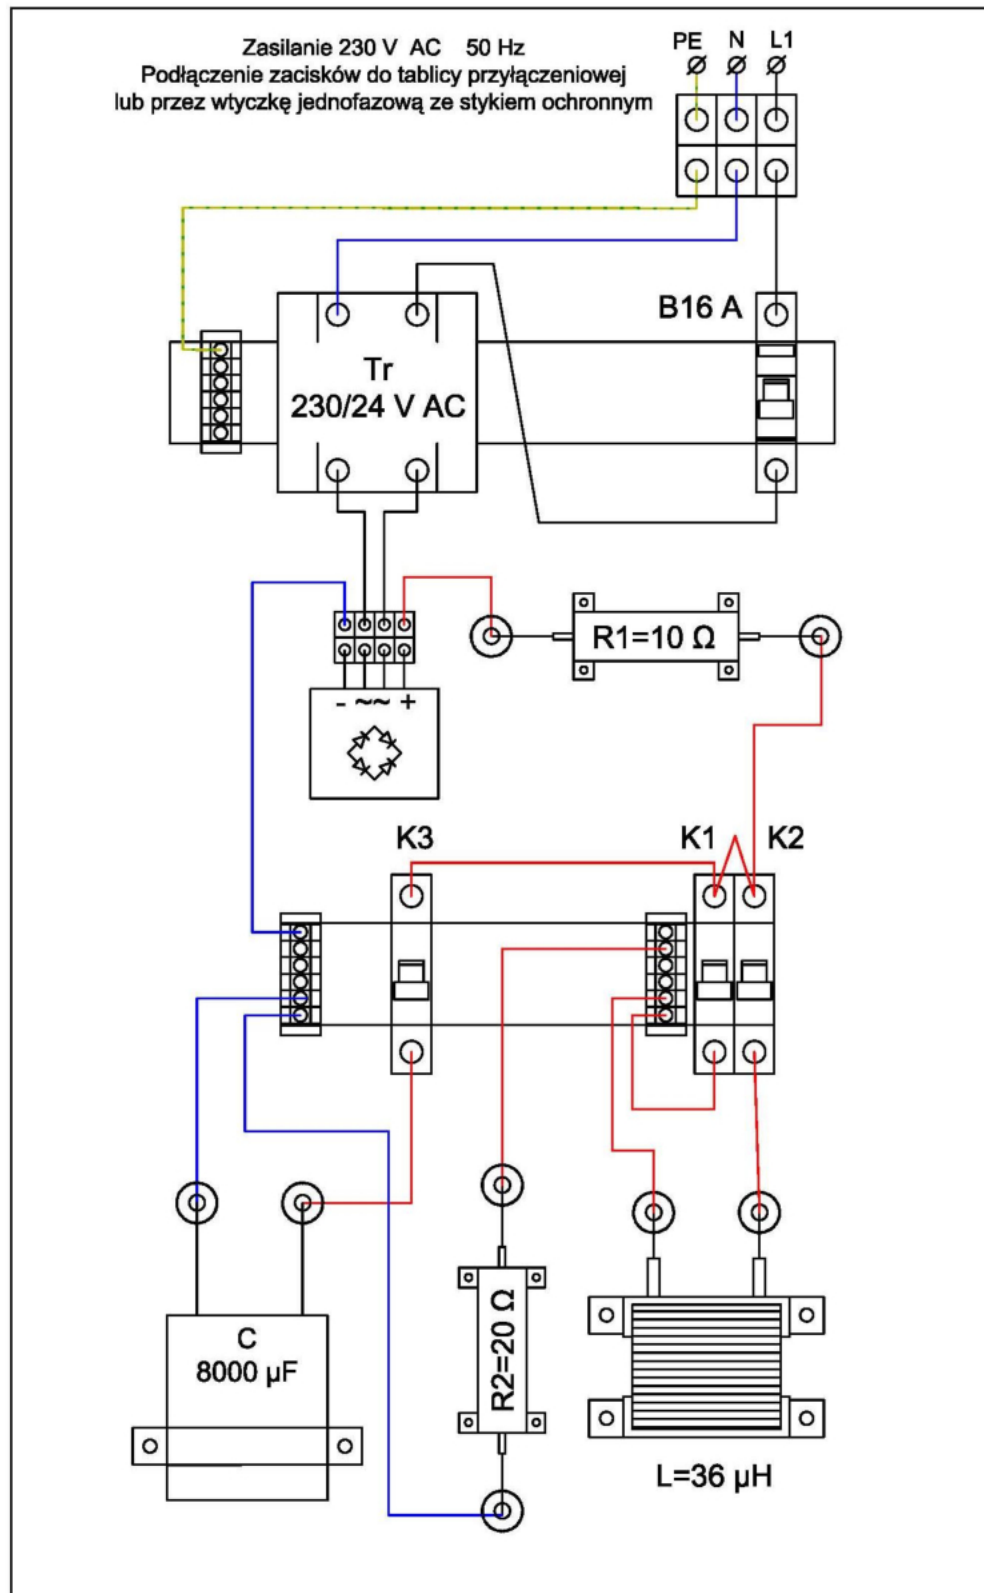 Zasilanie 230 V AC 50 Hz
Podłączenie zacisków do tablicy przyłączeniowej
lub przez wtyczkę jednofazową ze stykiem ochronnym
PE N L1
B16 A
Tr
230/24 V AC
R1=10 Ω
- ~ ~ +
K3 K1 K2
C
8000 µF
R2=20 Ω
L=36 µH